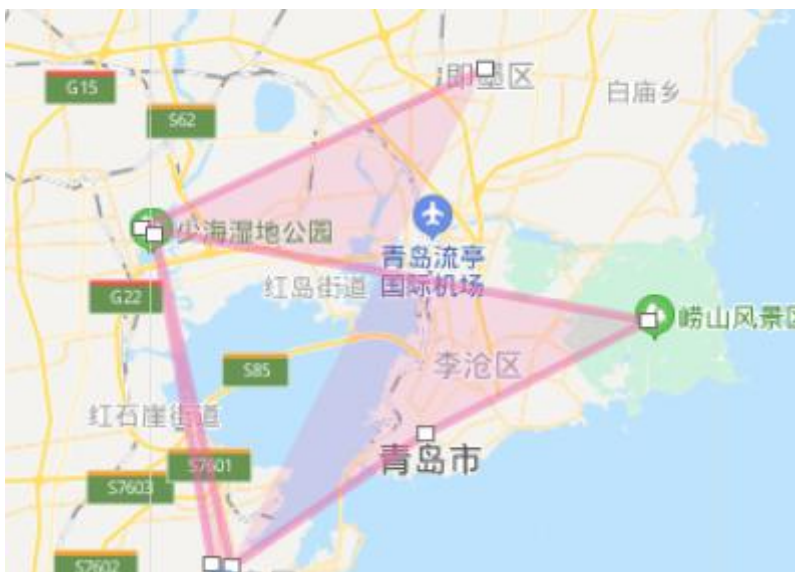 即墨区
G15
白庙乡
S62
少海湿地公园
青岛流亭
国际机场
红岛街道
G22
崂山风景区
S85
李沧区
红石崖街道
青岛市
S7601
S7603
S7602